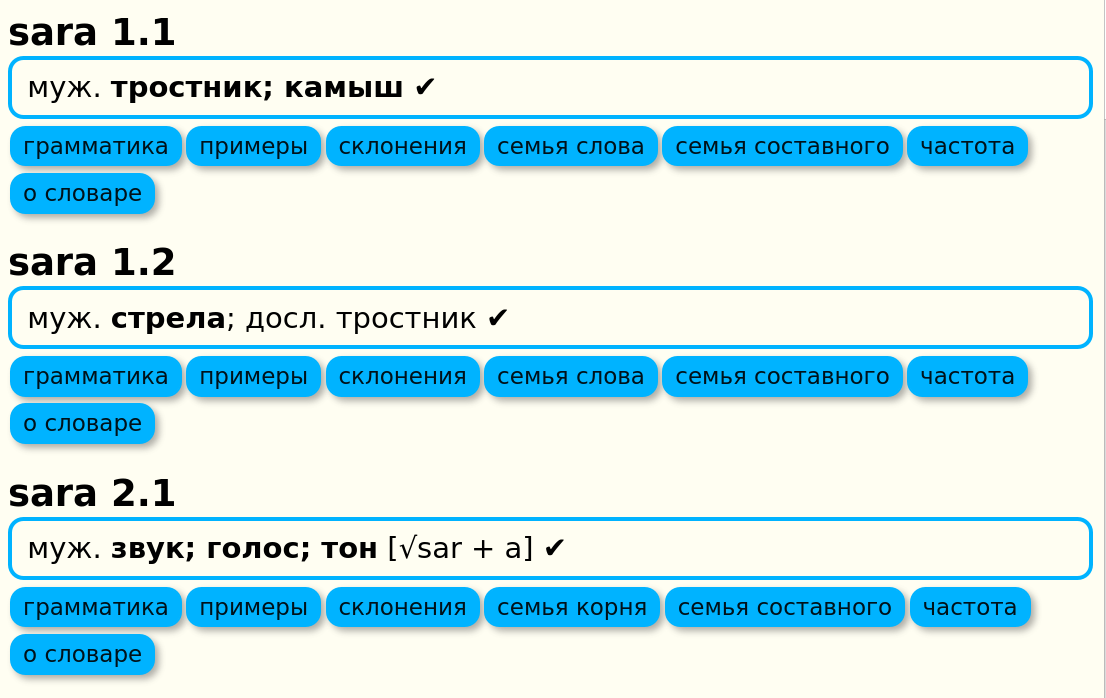 sara 1.1
муж. тростник; камыш ✔
грамматика примеры склонения семья слова семья составного частота
о словаре
sara 1.2
муж. стрела; досл. тростник ✔
грамматика примеры склонения семья слова семья составного частота
о словаре
sara 2.1
муж. звук; голос; тон [√sar + a] ✔
грамматика примеры склонения семья корня семья составного частота
о словаре